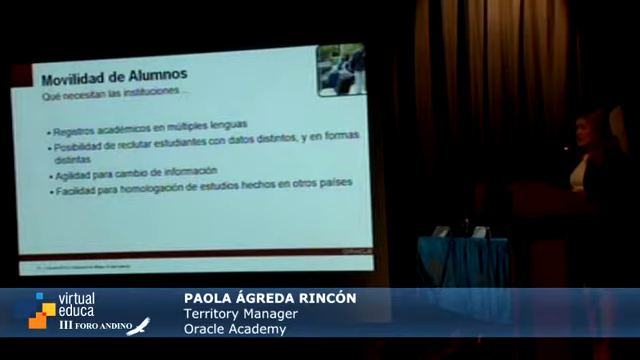 Movilidad de Alumnos
Qué necesitan las instituciones ...
• Registros académicos en múltiples lenguas
• Posibilidad de reclutar estudiantes con datos distintos, y en formas
distintas
• Agilidad para cambio de información
• Facilidad para homologación de estudios hechos en otros países
ORACLE
virtual
educa
III FORO ANDINO
PAOLA ÁGREDA RINCÓN
Territory Manager
Oracle Academy